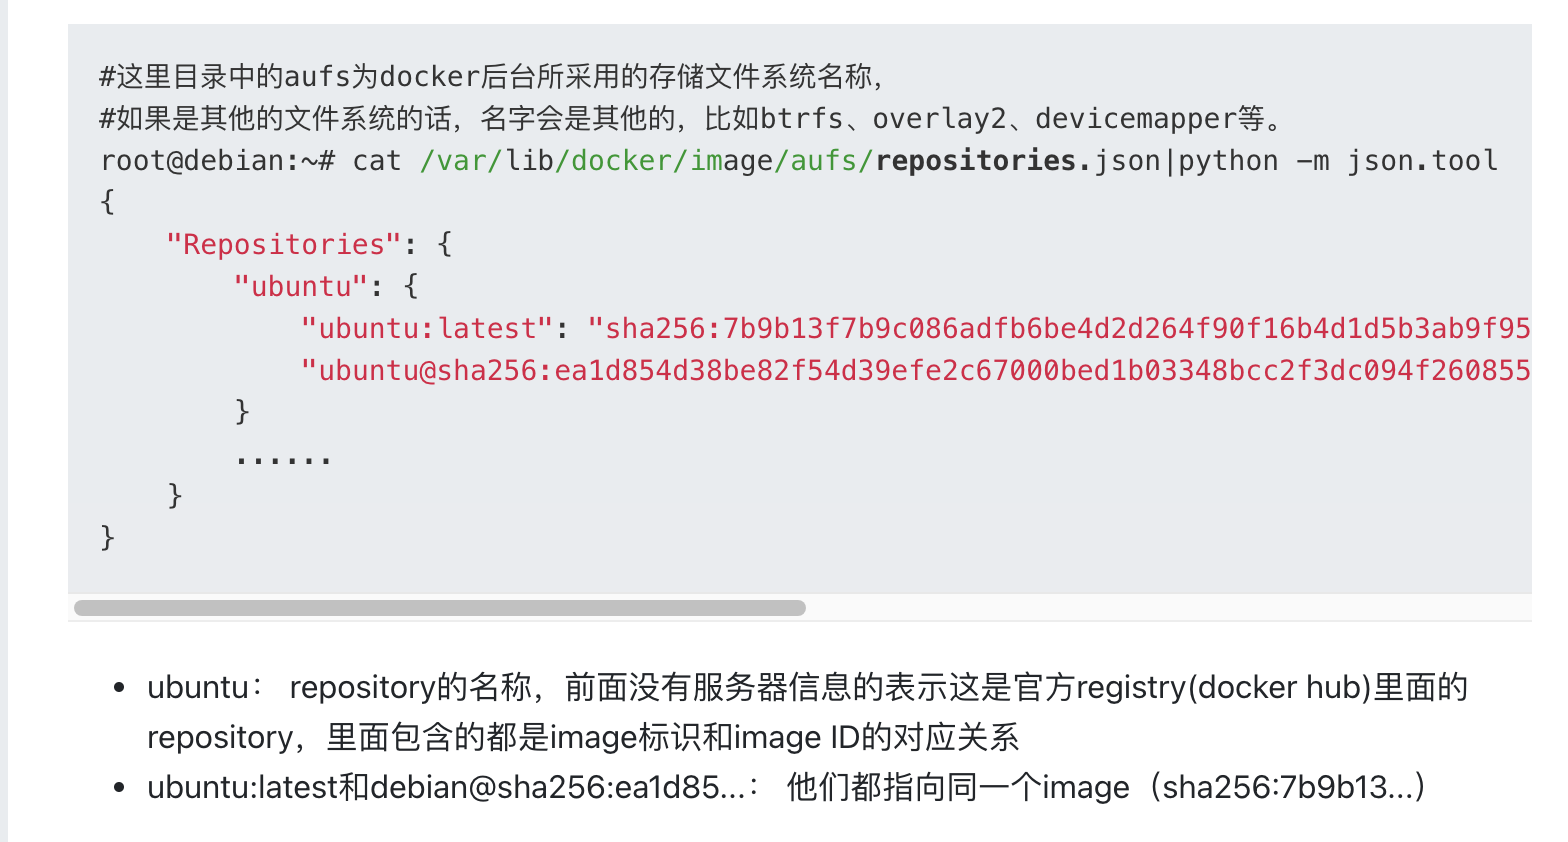 #这里目录中的aufs为docker后台所采用的存储文件系统名称，
#如果是其他的文件系统的话，名字会是其他的，比如btrfs、overlay2、devicemapper等。
root@debian:~# cat /var/lib/docker/image/aufs/repositories.json|python -m json.tool
{
    "Repositories": {
        "ubuntu": {
            "ubuntu:latest": "sha256:7b9b13f7b9c086adfb6be4d2d264f90f16b4d1d5b3ab9f95
            "ubuntu@sha256:ea1d854d38be82f54d39efe2c67000bed1b03348bcc2f3dc094f260855
        }
        ......
    }
}
• ubuntu： repository的名称，前面没有服务器信息的表示这是官方registry(docker hub)里面的
repository，里面包含的都是image标识和image ID的对应关系
• ubuntu:latest和debian@sha256:ea1d85...： 他们都指向同一个image（sha256:7b9b13...）